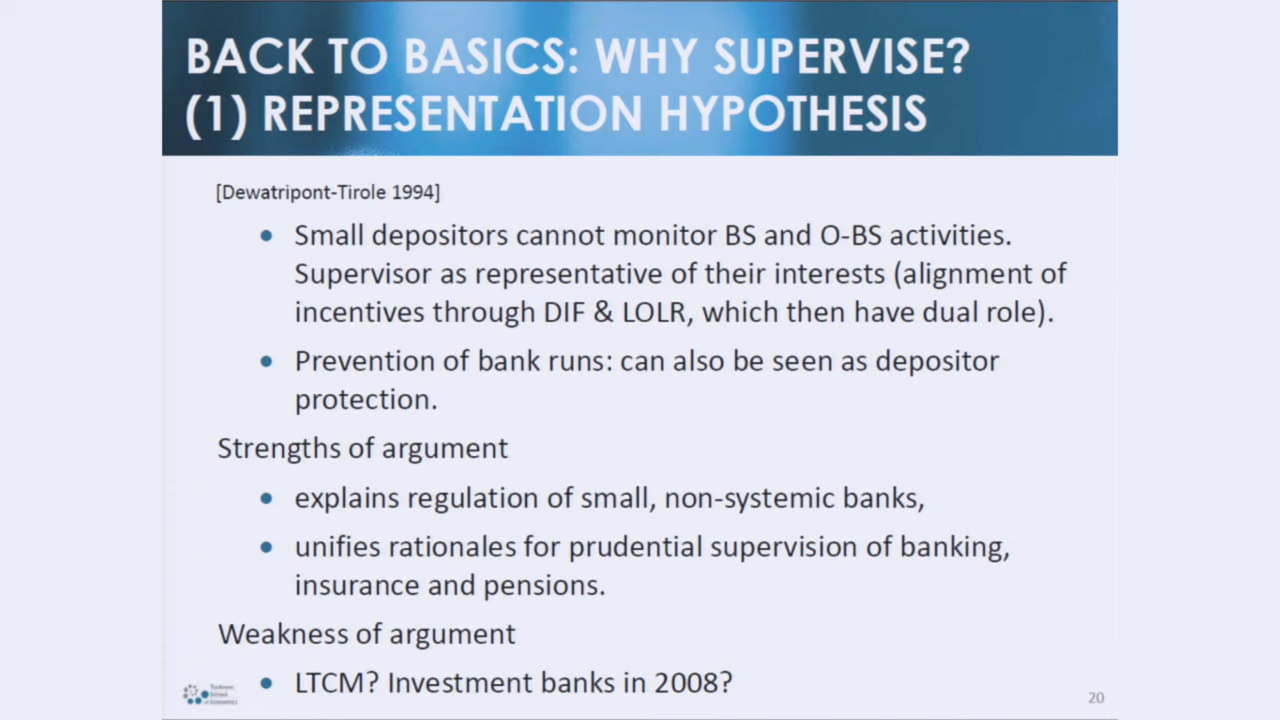 BACK TO BASICS: WHY SUPERVISE?
(1) REPRESENTATION HYPOTHESIS
[Dewatripont-Tirole 1994]
• Small depositors cannot monitor BS and O-BS activities.
Supervisor as representative of their interests (alignment of
incentives through DIF & LOLR, which then have dual role).
• Prevention of bank runs: can also be seen as depositor
protection.
Strengths of argument
• explains regulation of small, non-systemic banks,
• unifies rationales for prudential supervision of banking,
insurance and pensions.
Weakness of argument
• LTCM? Investment banks in 2008?
Toulouse
School
of Economics
20